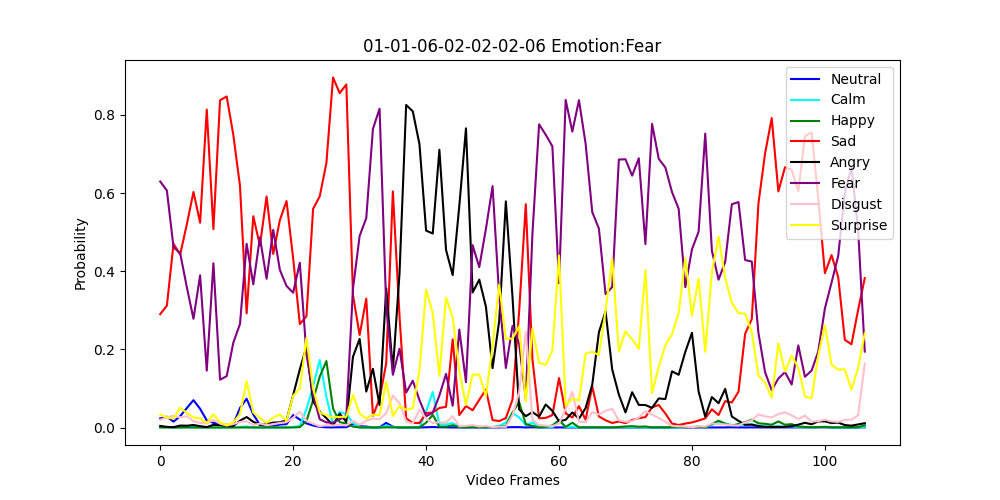 01-01-06-02-02-02-06 Emotion:Fear
Neutral
Calm
Happy
Sad
Angry
Fear
Disgust
Surprise
0.8
0.6
0.4
0.2
0.0
Probability
0
20
40
60
80
100
Video Frames